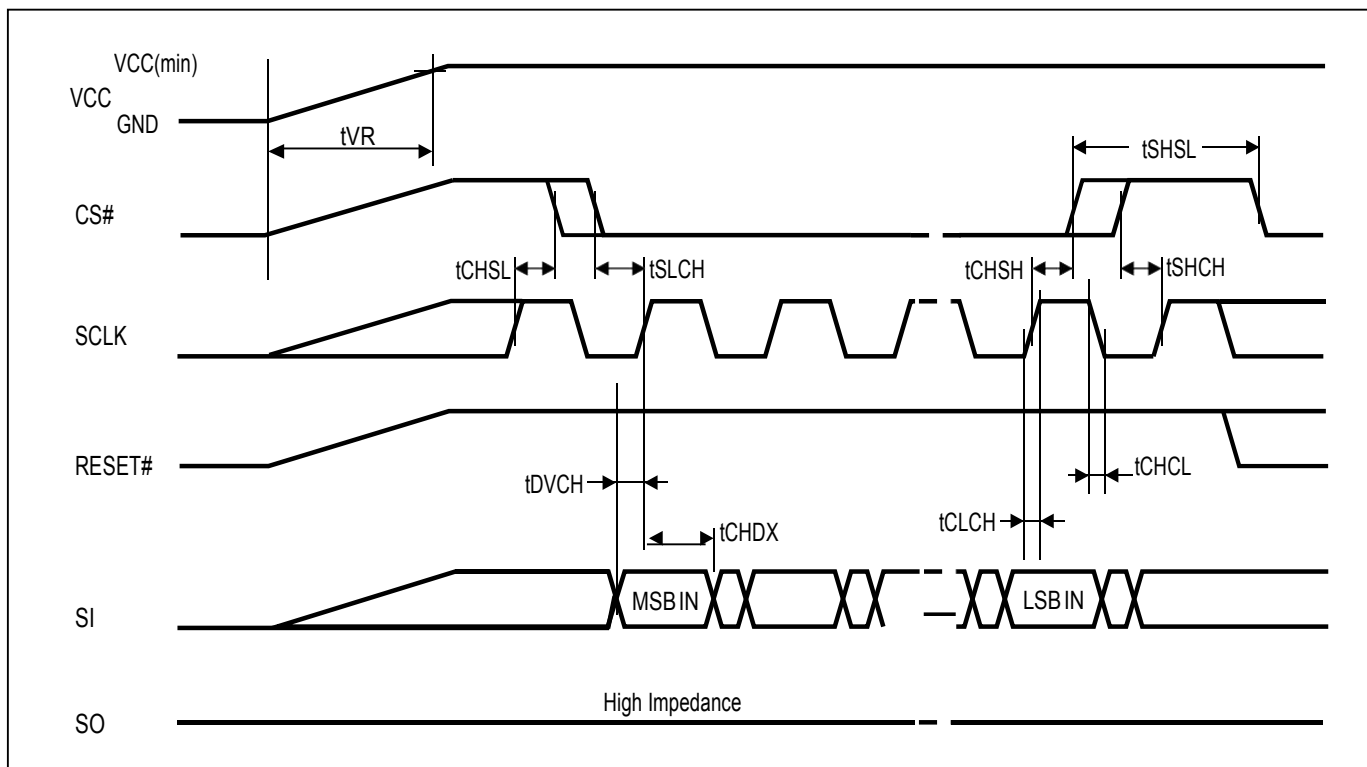 VCC(min)
VCC
GND
tVR
tSHSL
CS#
tCHSL
tSLCH
tCHSH
tSHCH
SCLK
RESET#
tDVCH
tCHCL
tCLCH
tCHDX
SI
MSB IN
LSB IN
High Impedance
SO